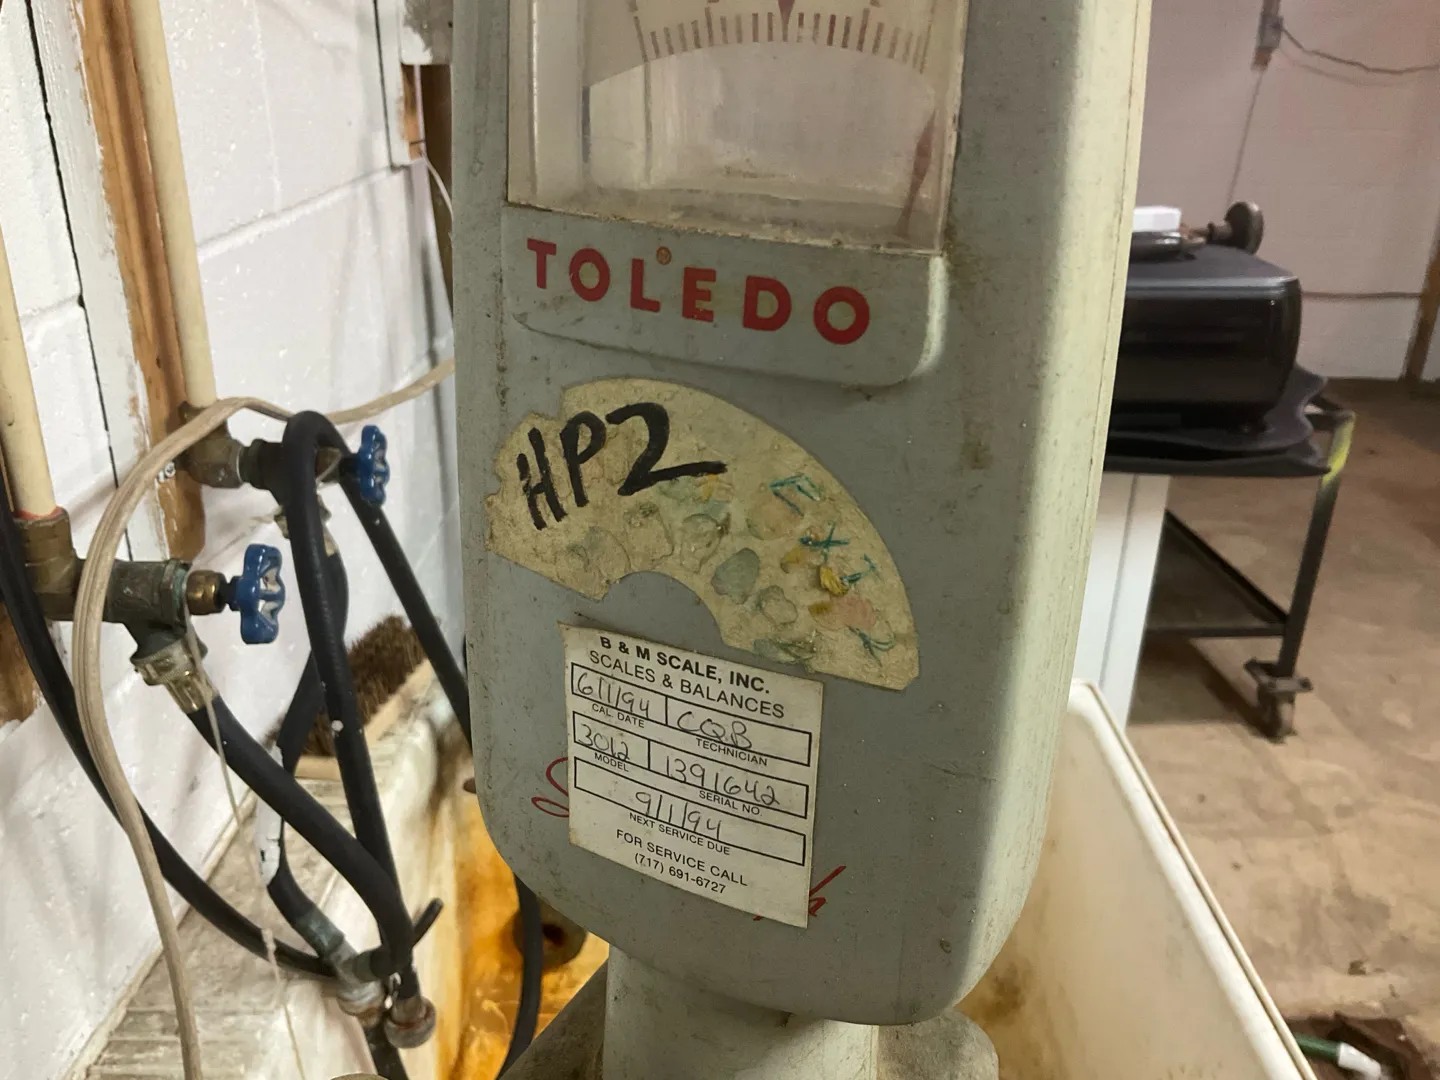 TOLEDO
HP2
EXT
B & M SCALE, INC.
SCALES & BALANCES
6/1/94 CQB
CAL. DATE TECHNICIAN
3012 1391642
MODEL SERIAL NO.
9/1/94
NEXT SERVICE DUE
FOR SERVICE CALL
(717) 691-6727